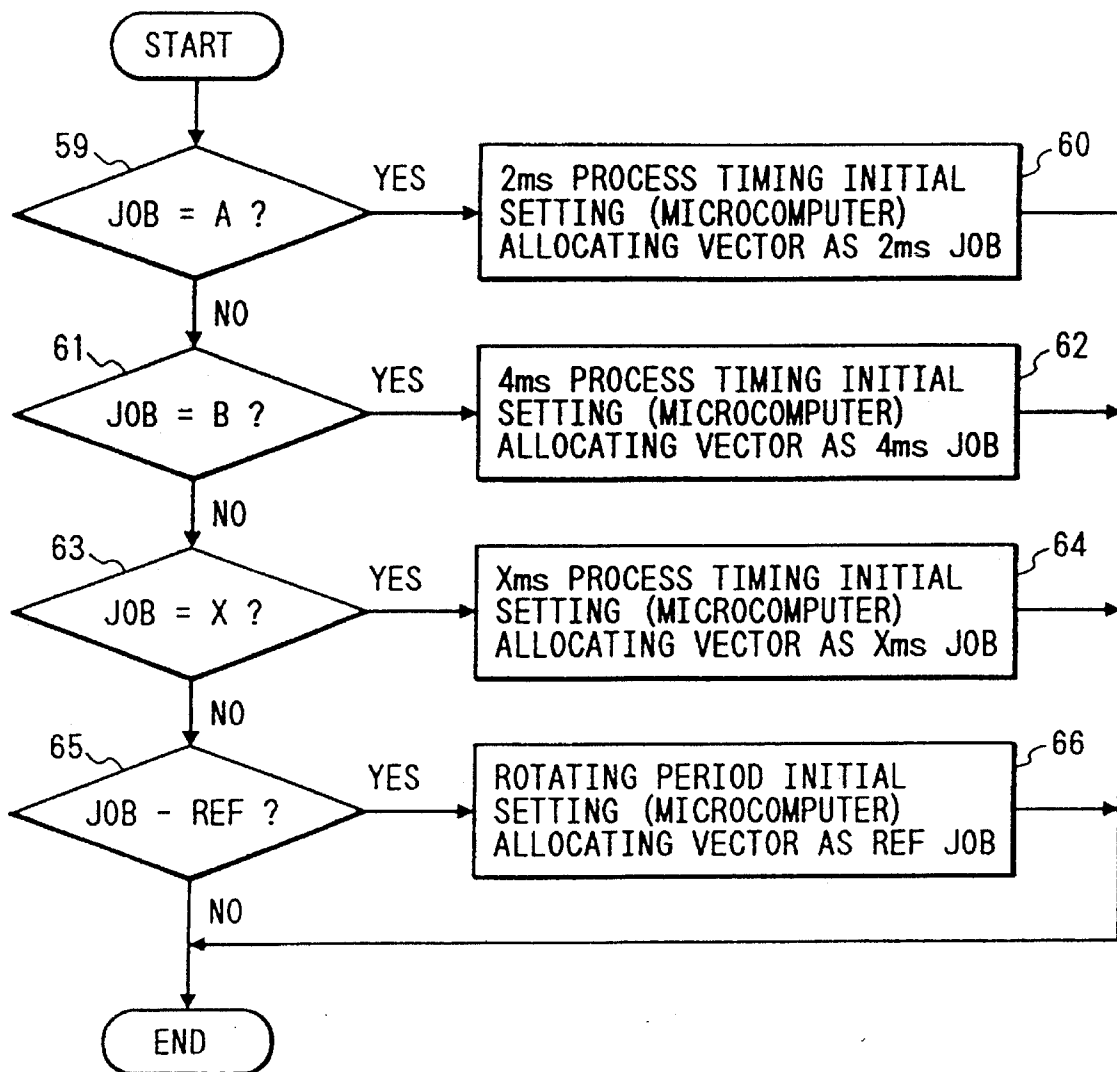 START
59
JOB = A ?
YES
60
2ms PROCESS TIMING INITIAL
SETTING (MICROCOMPUTER)
ALLOCATING VECTOR AS 2ms JOB
NO
61
JOB = B ?
YES
62
4ms PROCESS TIMING INITIAL
SETTING (MICROCOMPUTER)
ALLOCATING VECTOR AS 4ms JOB
NO
63
JOB = X ?
YES
64
Xms PROCESS TIMING INITIAL
SETTING (MICROCOMPUTER)
ALLOCATING VECTOR AS Xms JOB
NO
65
JOB - REF ?
YES
66
ROTATING PERIOD INITIAL
SETTING (MICROCOMPUTER)
ALLOCATING VECTOR AS REF JOB
NO
END